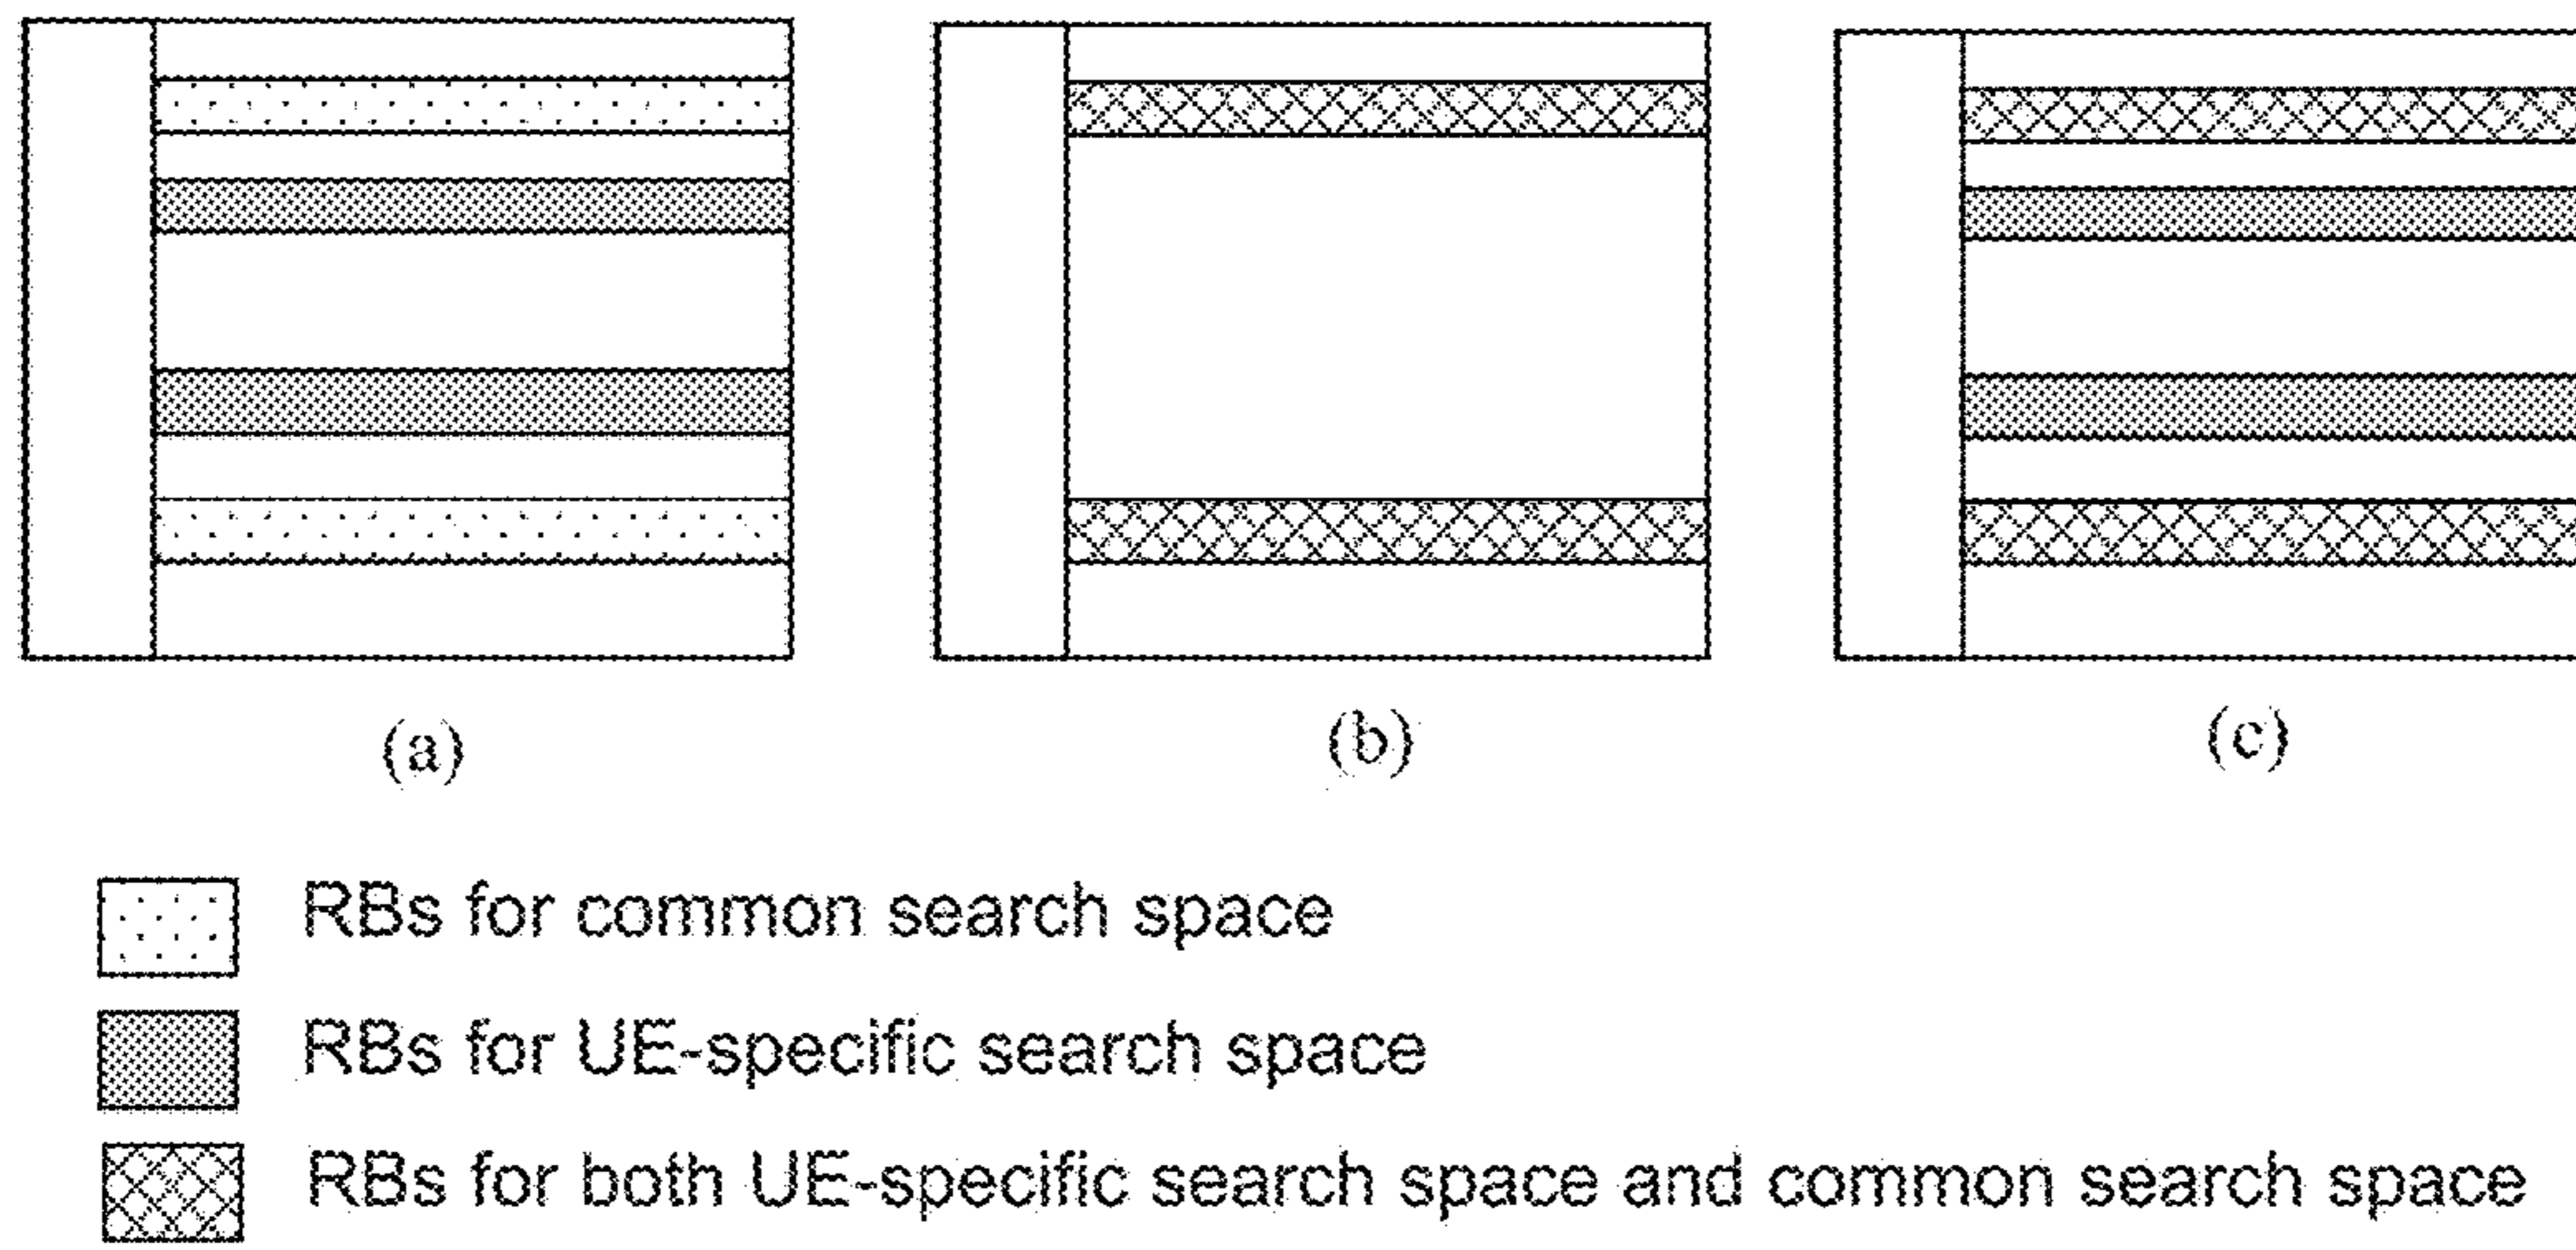 (a)
(b)
(c)
RBs for common search space
RBs for UE-specific search space
RBs for both UE-specific search space and common search space